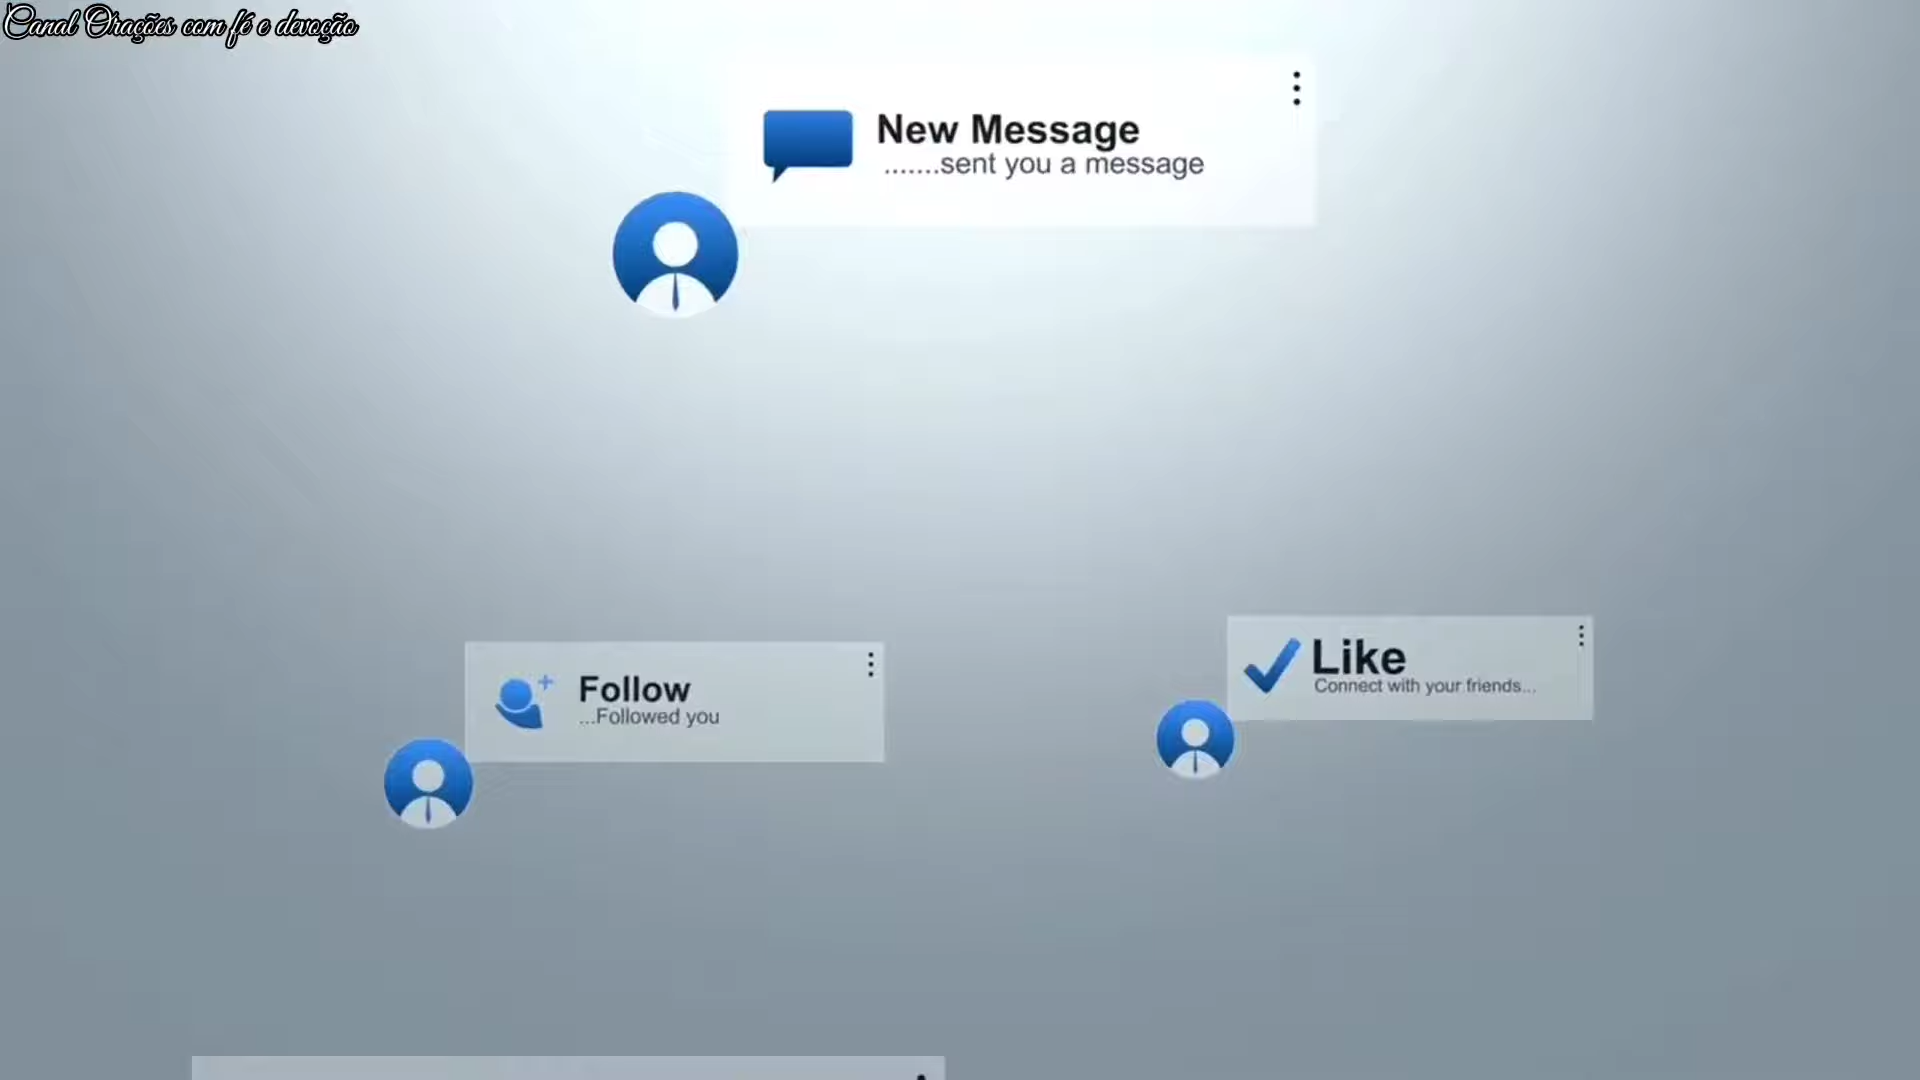 Canal Orações com fé e devoção
New Message
.......sent you a message
Follow
...Followed you
Like
Connect with your friends...